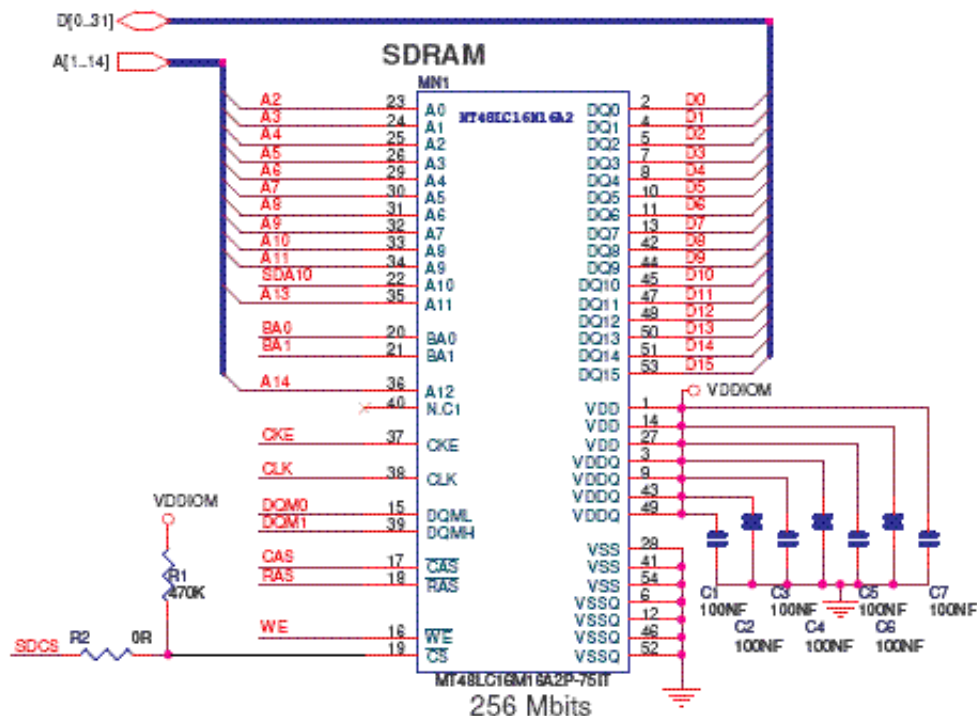 D[0..31]
A[1..14]
SDRAM
MN1
MT48LC16M16A2
A2 23 A0 DQ0 2 D0
A3 24 A1 DQ1 4 D1
A4 25 A2 DQ2 5 D2
A5 26 A3 DQ3 7 D3
A6 29 A4 DQ4 8 D4
A7 30 A5 DQ5 10 D5
A8 31 A6 DQ6 11 D6
A9 32 A7 DQ7 13 D7
A10 33 A8 DQ8 42 D8
A11 34 A9 DQ9 44 D9
SDA10 22 A10 DQ10 45 D10
A13 35 A11 DQ11 47 D11
DQ12 48 D12
BA0 20 BA0 DQ13 50 D13
BA1 21 BA1 DQ14 51 D14
DQ15 53 D15
A14 36 A12
VDDIOM
40 N.C1 VDD 1
VDD 14
CKE 37 CKE VDD 27
VDDQ 3
CLK 38 CLK VDDQ 9
VDDQ 43
DQM0 15 DQML VDDQ 49
DQM1 39 DQMH
VDDIOM
VSS 28
CAS 17 CAS VSS 41
RAS 18 RAS VSS 54
VSSQ 6
VSSQ 12
WE 16 WE VSSQ 46
19 CS VSSQ 52
R1
470K
SDCS R2 0R
C1 C3 C5 C7
100NF 100NF 100NF 100NF
C2 C4 C6
100NF 100NF 100NF
MT48LC16M16A2P-75IT
256 Mbits